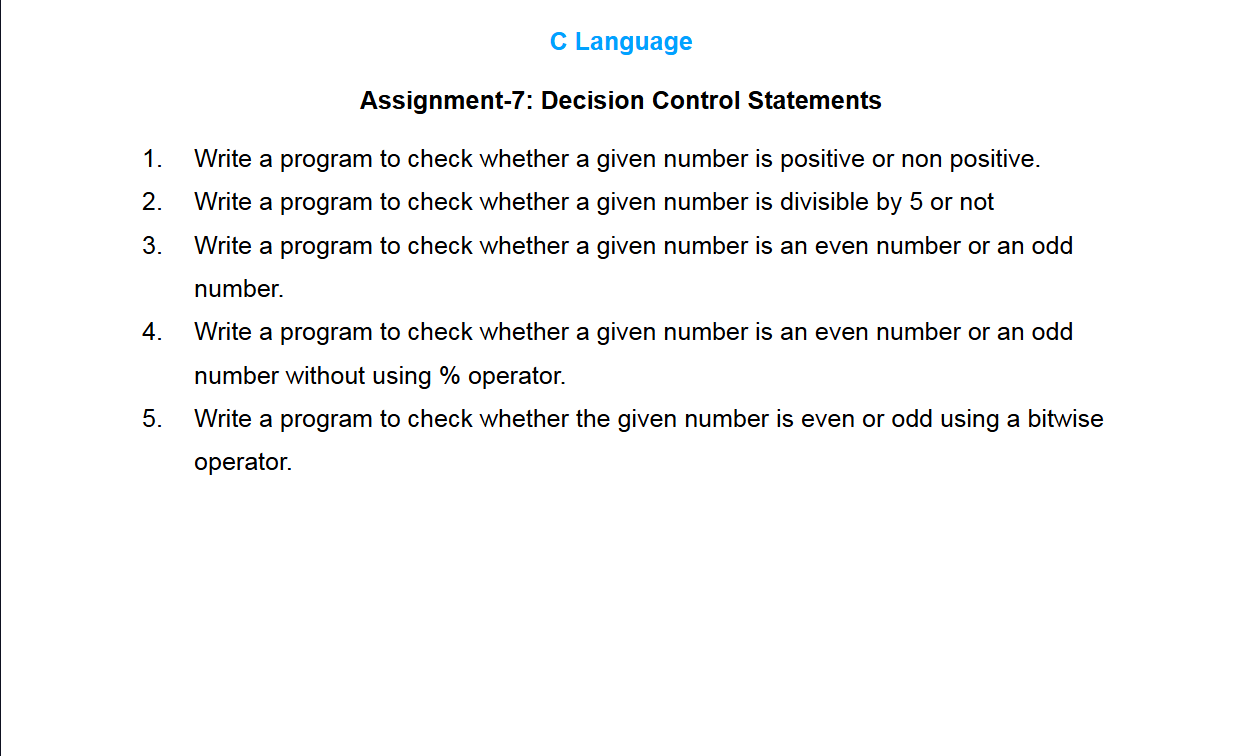 C Language
Assignment-7: Decision Control Statements
1. Write a program to check whether a given number is positive or non positive.
2. Write a program to check whether a given number is divisible by 5 or not
3. Write a program to check whether a given number is an even number or an odd
number.
4. Write a program to check whether a given number is an even number or an odd
number without using % operator.
5. Write a program to check whether the given number is even or odd using a bitwise
operator.